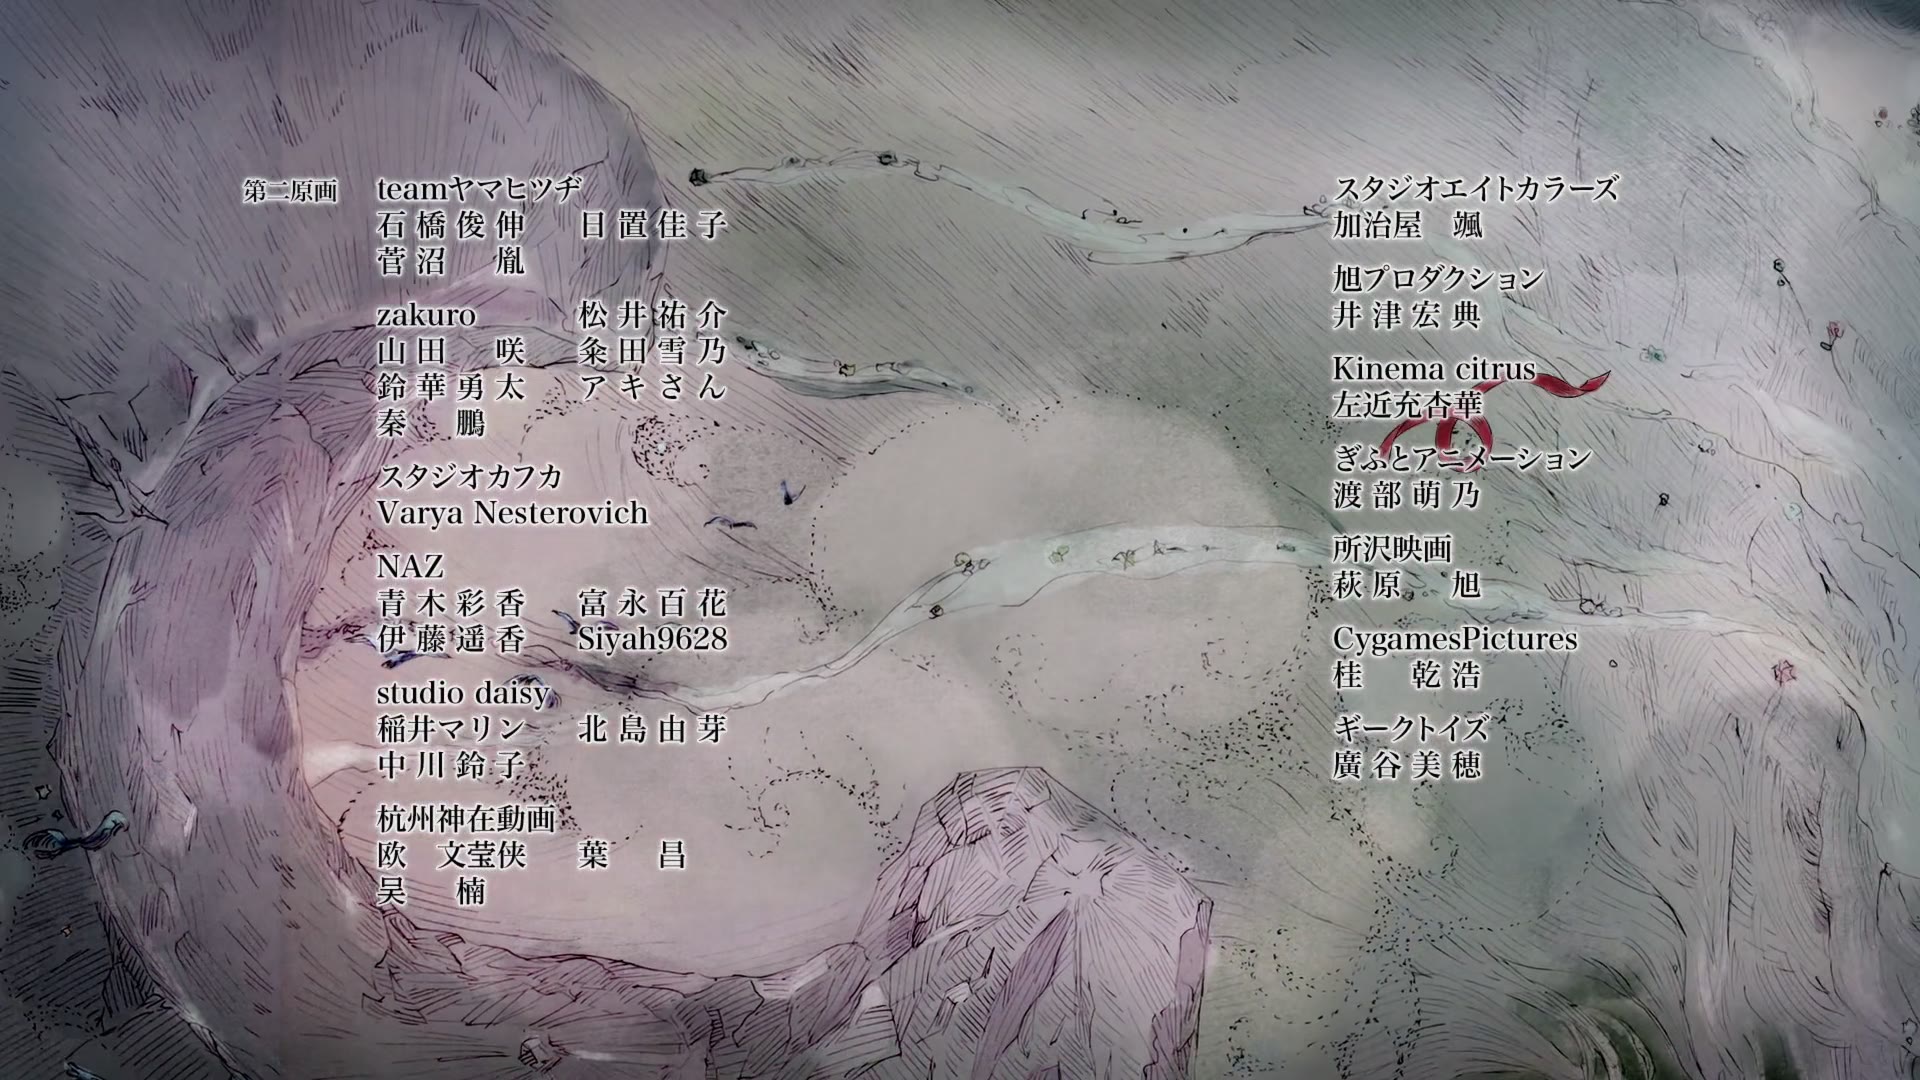 第二原画 teamヤマヒツヂ
石橋俊伸 日置佳子
菅沼 胤
zakuro 松井祐介
山田 咲 粂田雪乃
鈴華勇太 アキさん
秦 鵬
スタジオカフカ
Varya Nesterovich
NAZ
青木彩香 富永百花
伊藤遥香 Siyah9628
studio daisy
稲井マリン 北島由芽
中川鈴子
杭州神在動画
欧 文莹侠 葉 昌
吴 楠
スタジオエイトカラーズ
加治屋 颯
旭プロダクション
井津宏典
Kinema citrus
左近充杏華
ぎふとアニメーション
渡部萌乃
所沢映画
萩原 旭
CygamesPictures
桂 乾浩
ギークトイズ
廣谷美穂